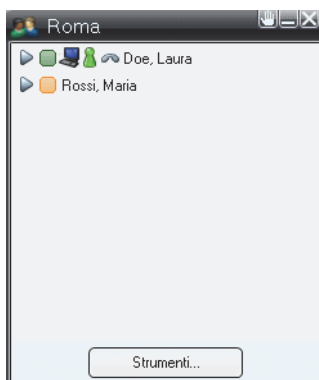 Roma
Doe, Laura
Rossi, Maria
Strumenti...